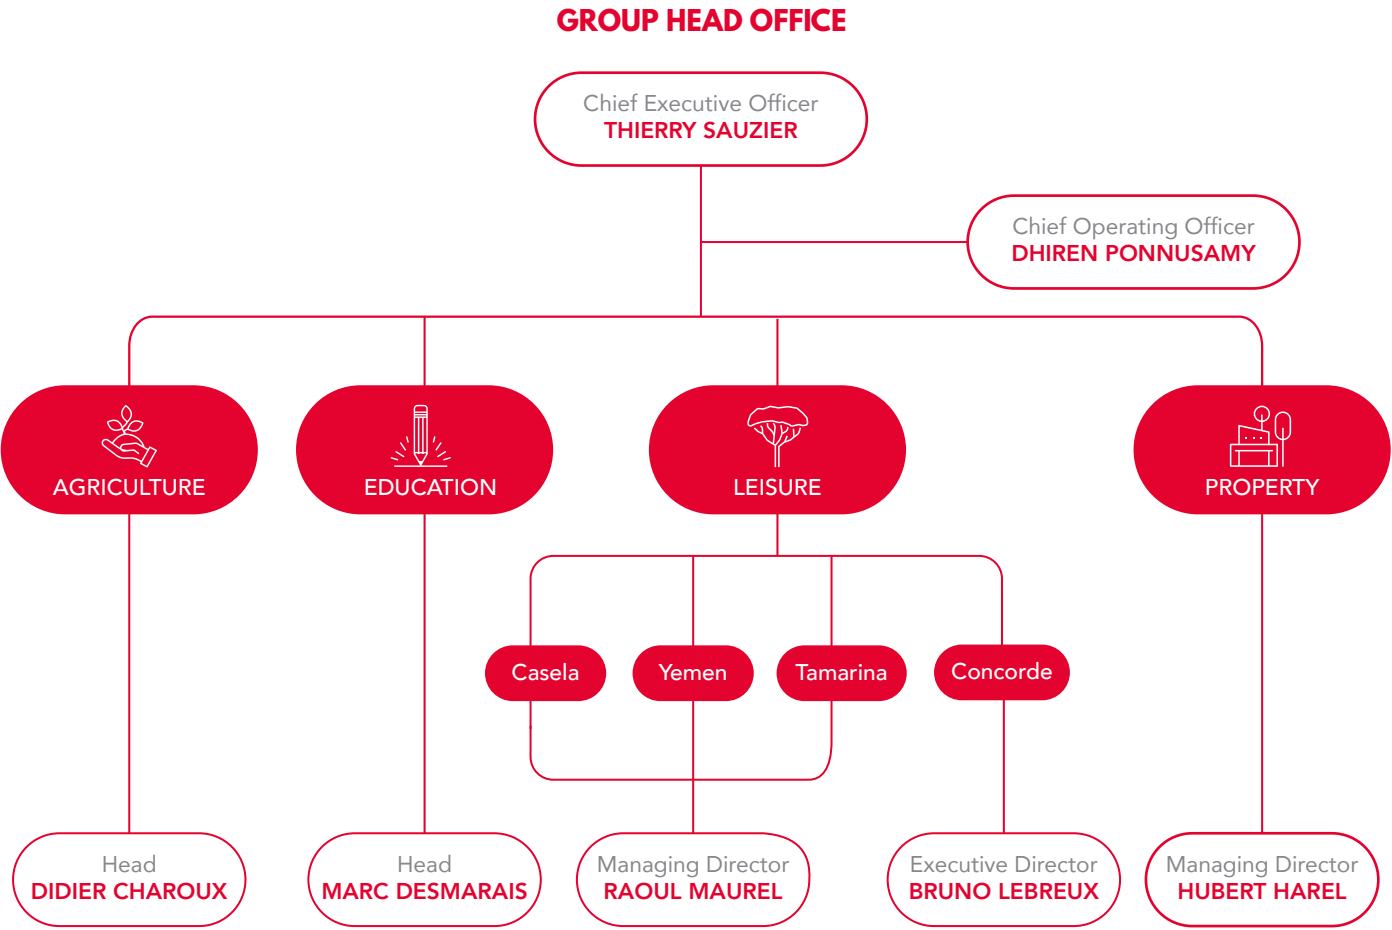 GROUP HEAD OFFICE
Chief Executive Officer
THIERRY SAUZIER
Chief Operating Officer
DHIREN PONNUSAMY
AGRICULTURE
EDUCATION
LEISURE
PROPERTY
Casela
Yemen
Tamarina
Concorde
Head
DIDIER CHAROUX
Head
MARC DESMARAIS
Managing Director
RAOUL MAUREL
Executive Director
BRUNO LEBREUX
Managing Director
HUBERT HAREL